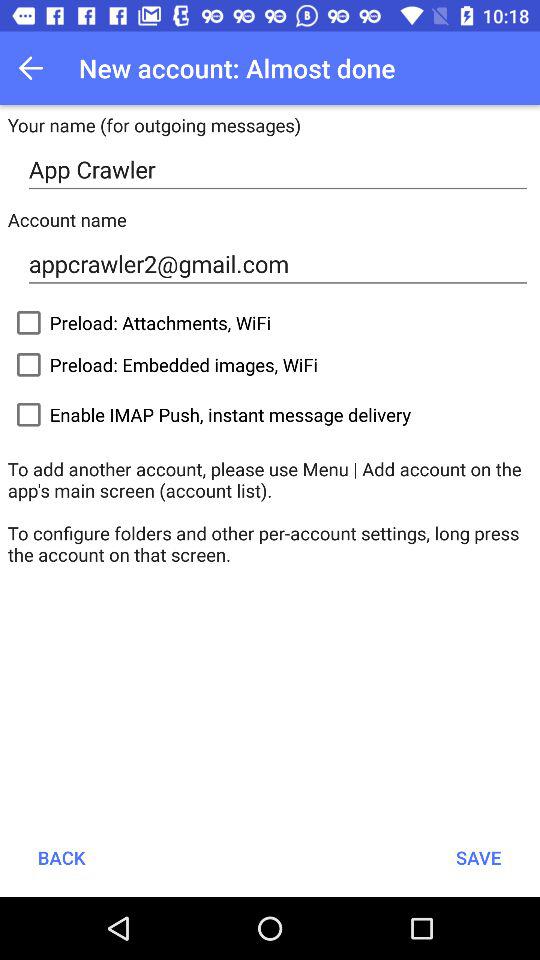 10:18
New account: Almost done
Your name (for outgoing messages)
App Crawler
Account name
appcrawler2@gmail.com
Preload: Attachments, WiFi
Preload: Embedded images, WiFi
Enable IMAP Push, instant message delivery
To add another account, please use Menu | Add account on the
app's main screen (account list).
To configure folders and other per-account settings, long press
the account on that screen.
BACK SAVE